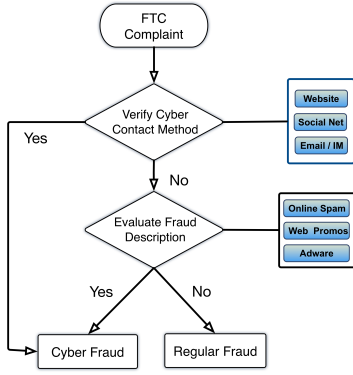 FTC
Complaint
Verify Cyber
Contact Method
Website
Social Net
Email / IM
Yes
No
Evaluate Fraud
Description
Online Spam
Web Promos
Adware
Yes
No
Cyber Fraud
Regular Fraud